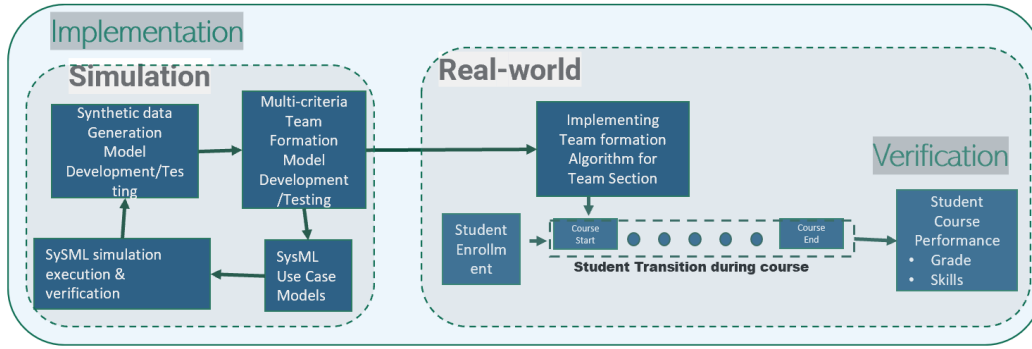 Implementation
Simulation
Synthetic data
Generation
Model
Development/Tes
ting
Multi-criteria
Team
Formation
Model
Development
/Testing
SySML simulation
execution &
verification
SysML
Use Case
Models
Real-world
Implementing
Team formation
Algorithm for
Team Section
Student
Enrollm
ent
Course
Start
Course
End
Student Transition during course
Verification
Student
Course
Performance
• Grade
• Skills